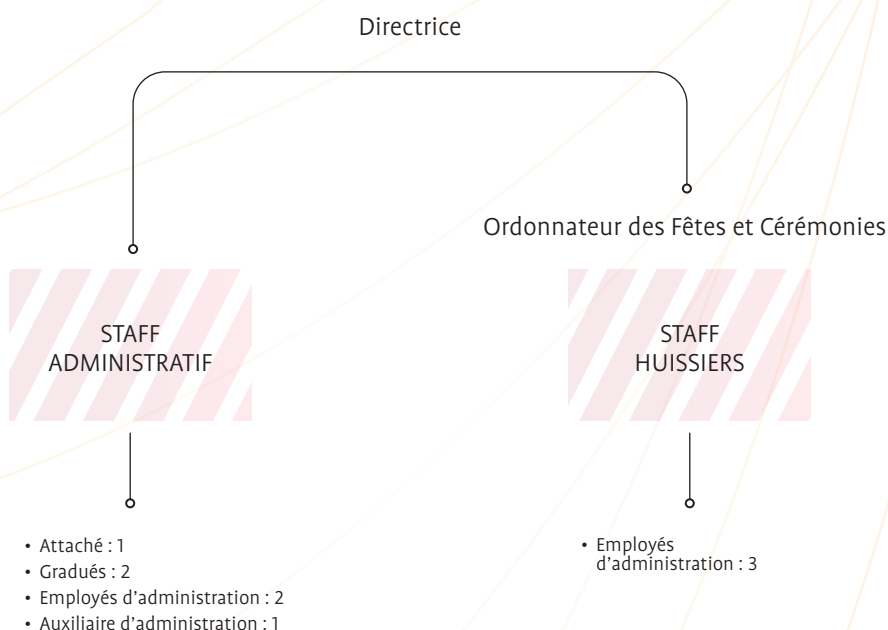 Directrice
Ordonnateur des Fêtes et Cérémonies
STAFF
ADMINISTRATIF
STAFF
HUISSIERS
• Attaché : 1
• Gradués : 2
• Employés d’administration : 2
• Auxiliaire d’administration : 1
• Employés
d’administration : 3